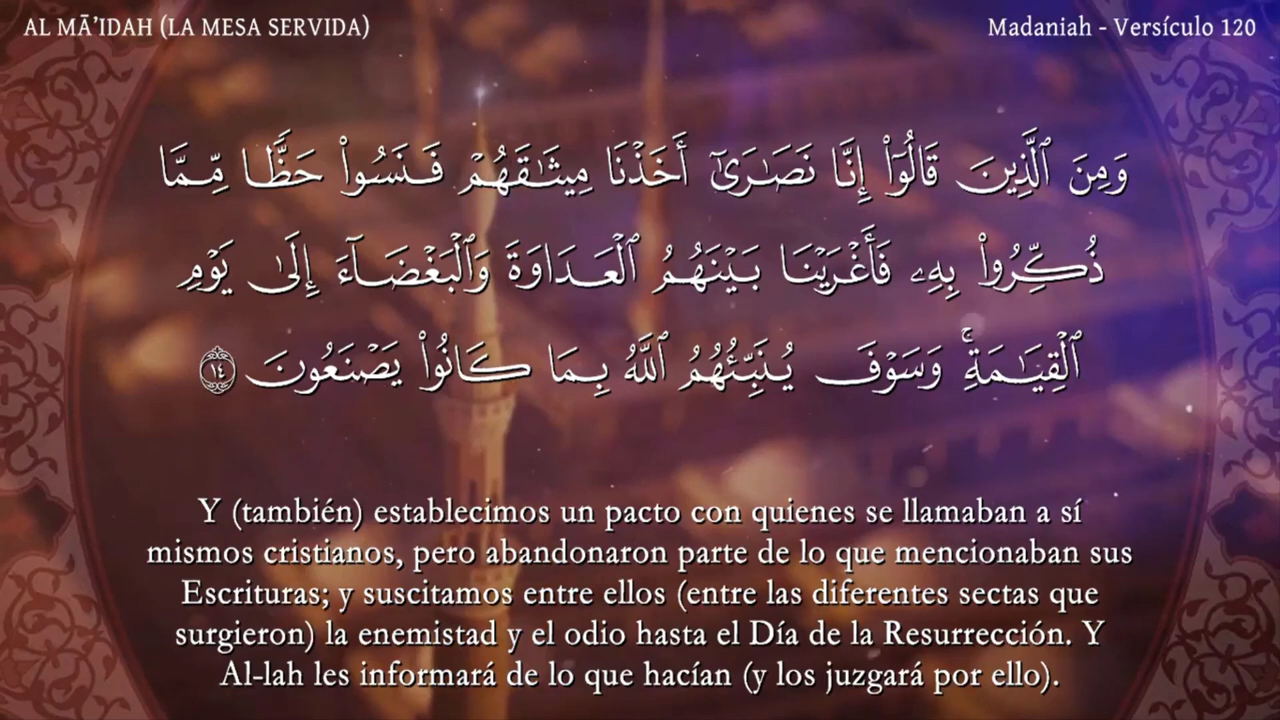 AL MĀ’IDAH (LA MESA SERVIDA)
Madaniah - Versículo 120
وَمِنَ ٱلَّذِينَ قَالُوٓا۟ إِنَّا نَصَـٰرَىٰٓ أَخَذْنَا مِيثَـٰقَهُمْ فَنَسُوا۟ حَظًّا مِّمَّا
ذُكِّرُوا۟ بِهِۦ فَأَغْرَيْنَا بَيْنَهُمُ ٱلْعَدَاوَةَ وَٱلْبَغْضَآءَ إِلَىٰ يَوْمِ
ٱلْقِيَـٰمَةِ ۚ وَسَوْفَ يُنَبِّئُهُمُ ٱللَّهُ بِمَا كَانُوا۟ يَصْنَعُونَ ١٤
Y (también) establecimos un pacto con quienes se llamaban a sí
mismos cristianos, pero abandonaron parte de lo que mencionaban sus
Escrituras; y suscitamos entre ellos (entre las diferentes sectas que
surgieron) la enemistad y el odio hasta el Día de la Resurrección. Y
Al-lah les informará de lo que hacían (y los juzgará por ello).